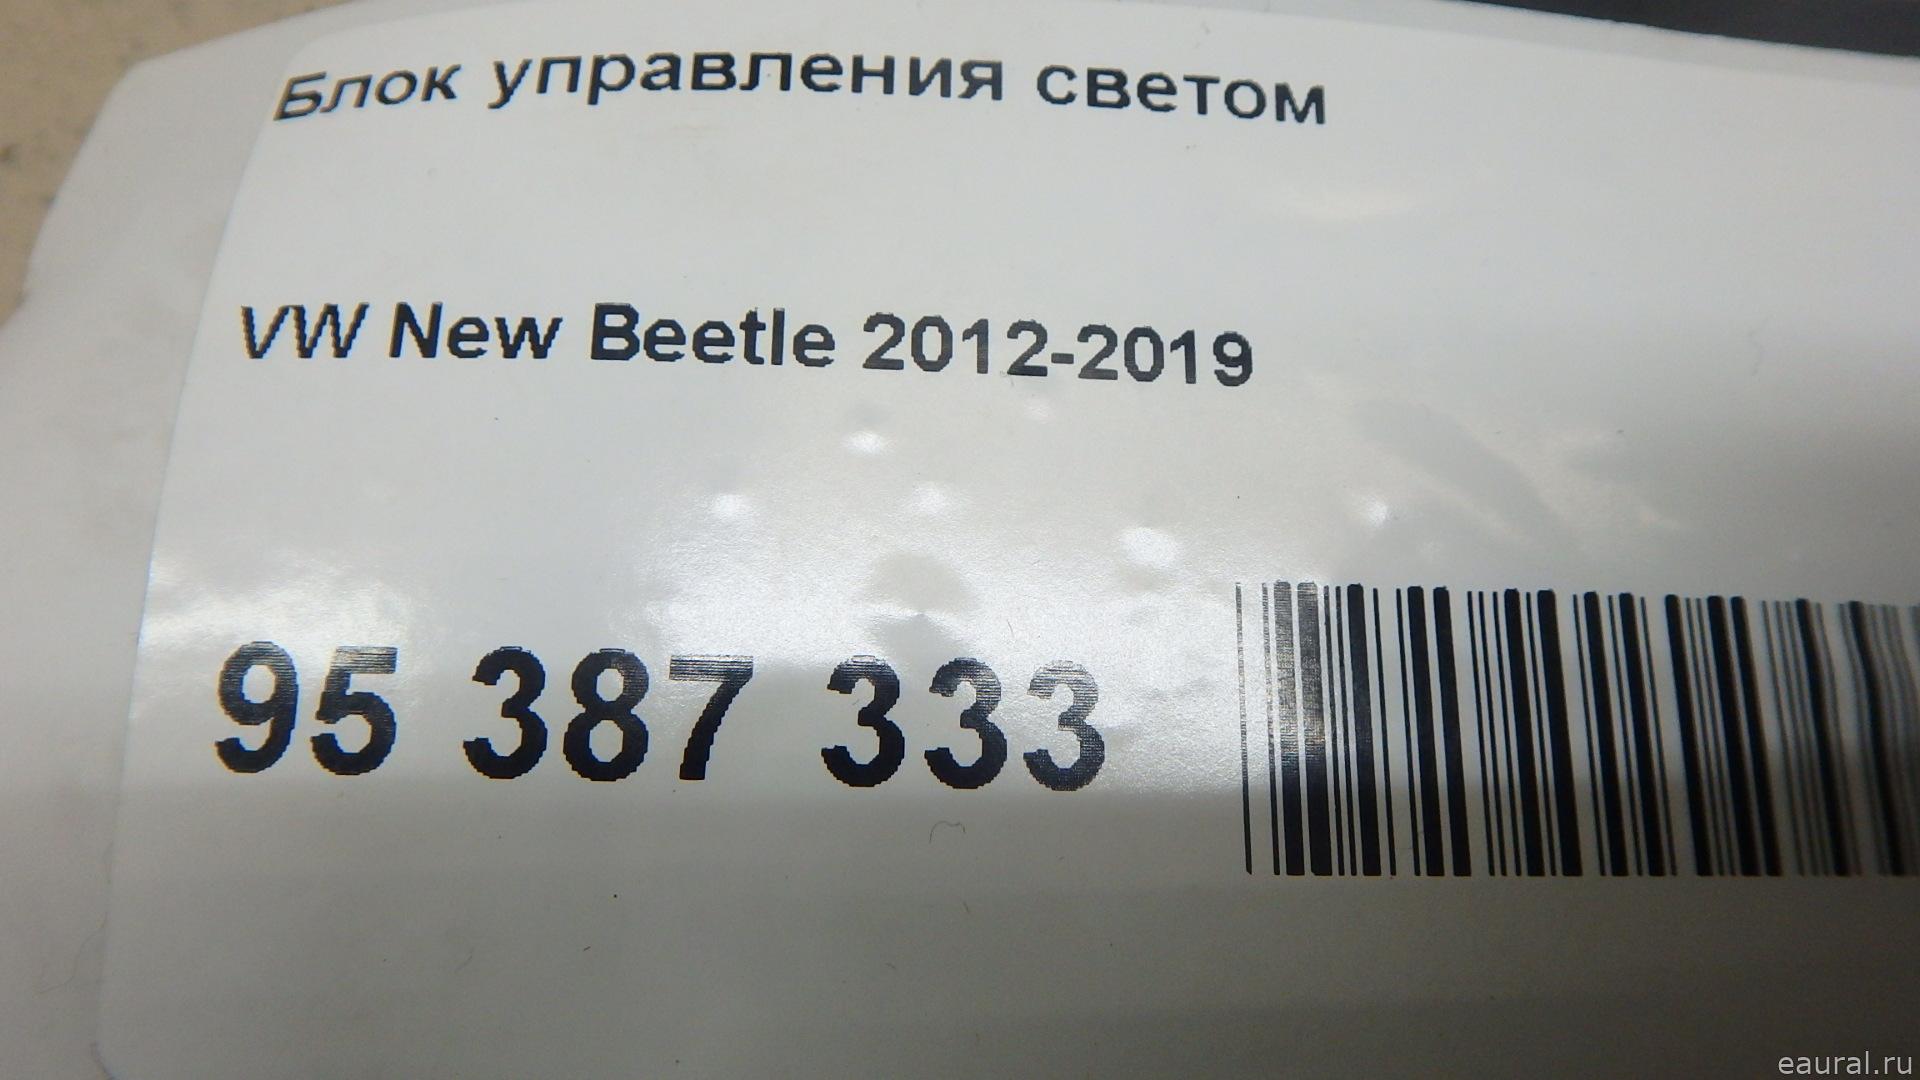 Блок управления светом
VW New Beetle 2012-2019
95 387 333
eaural.ru